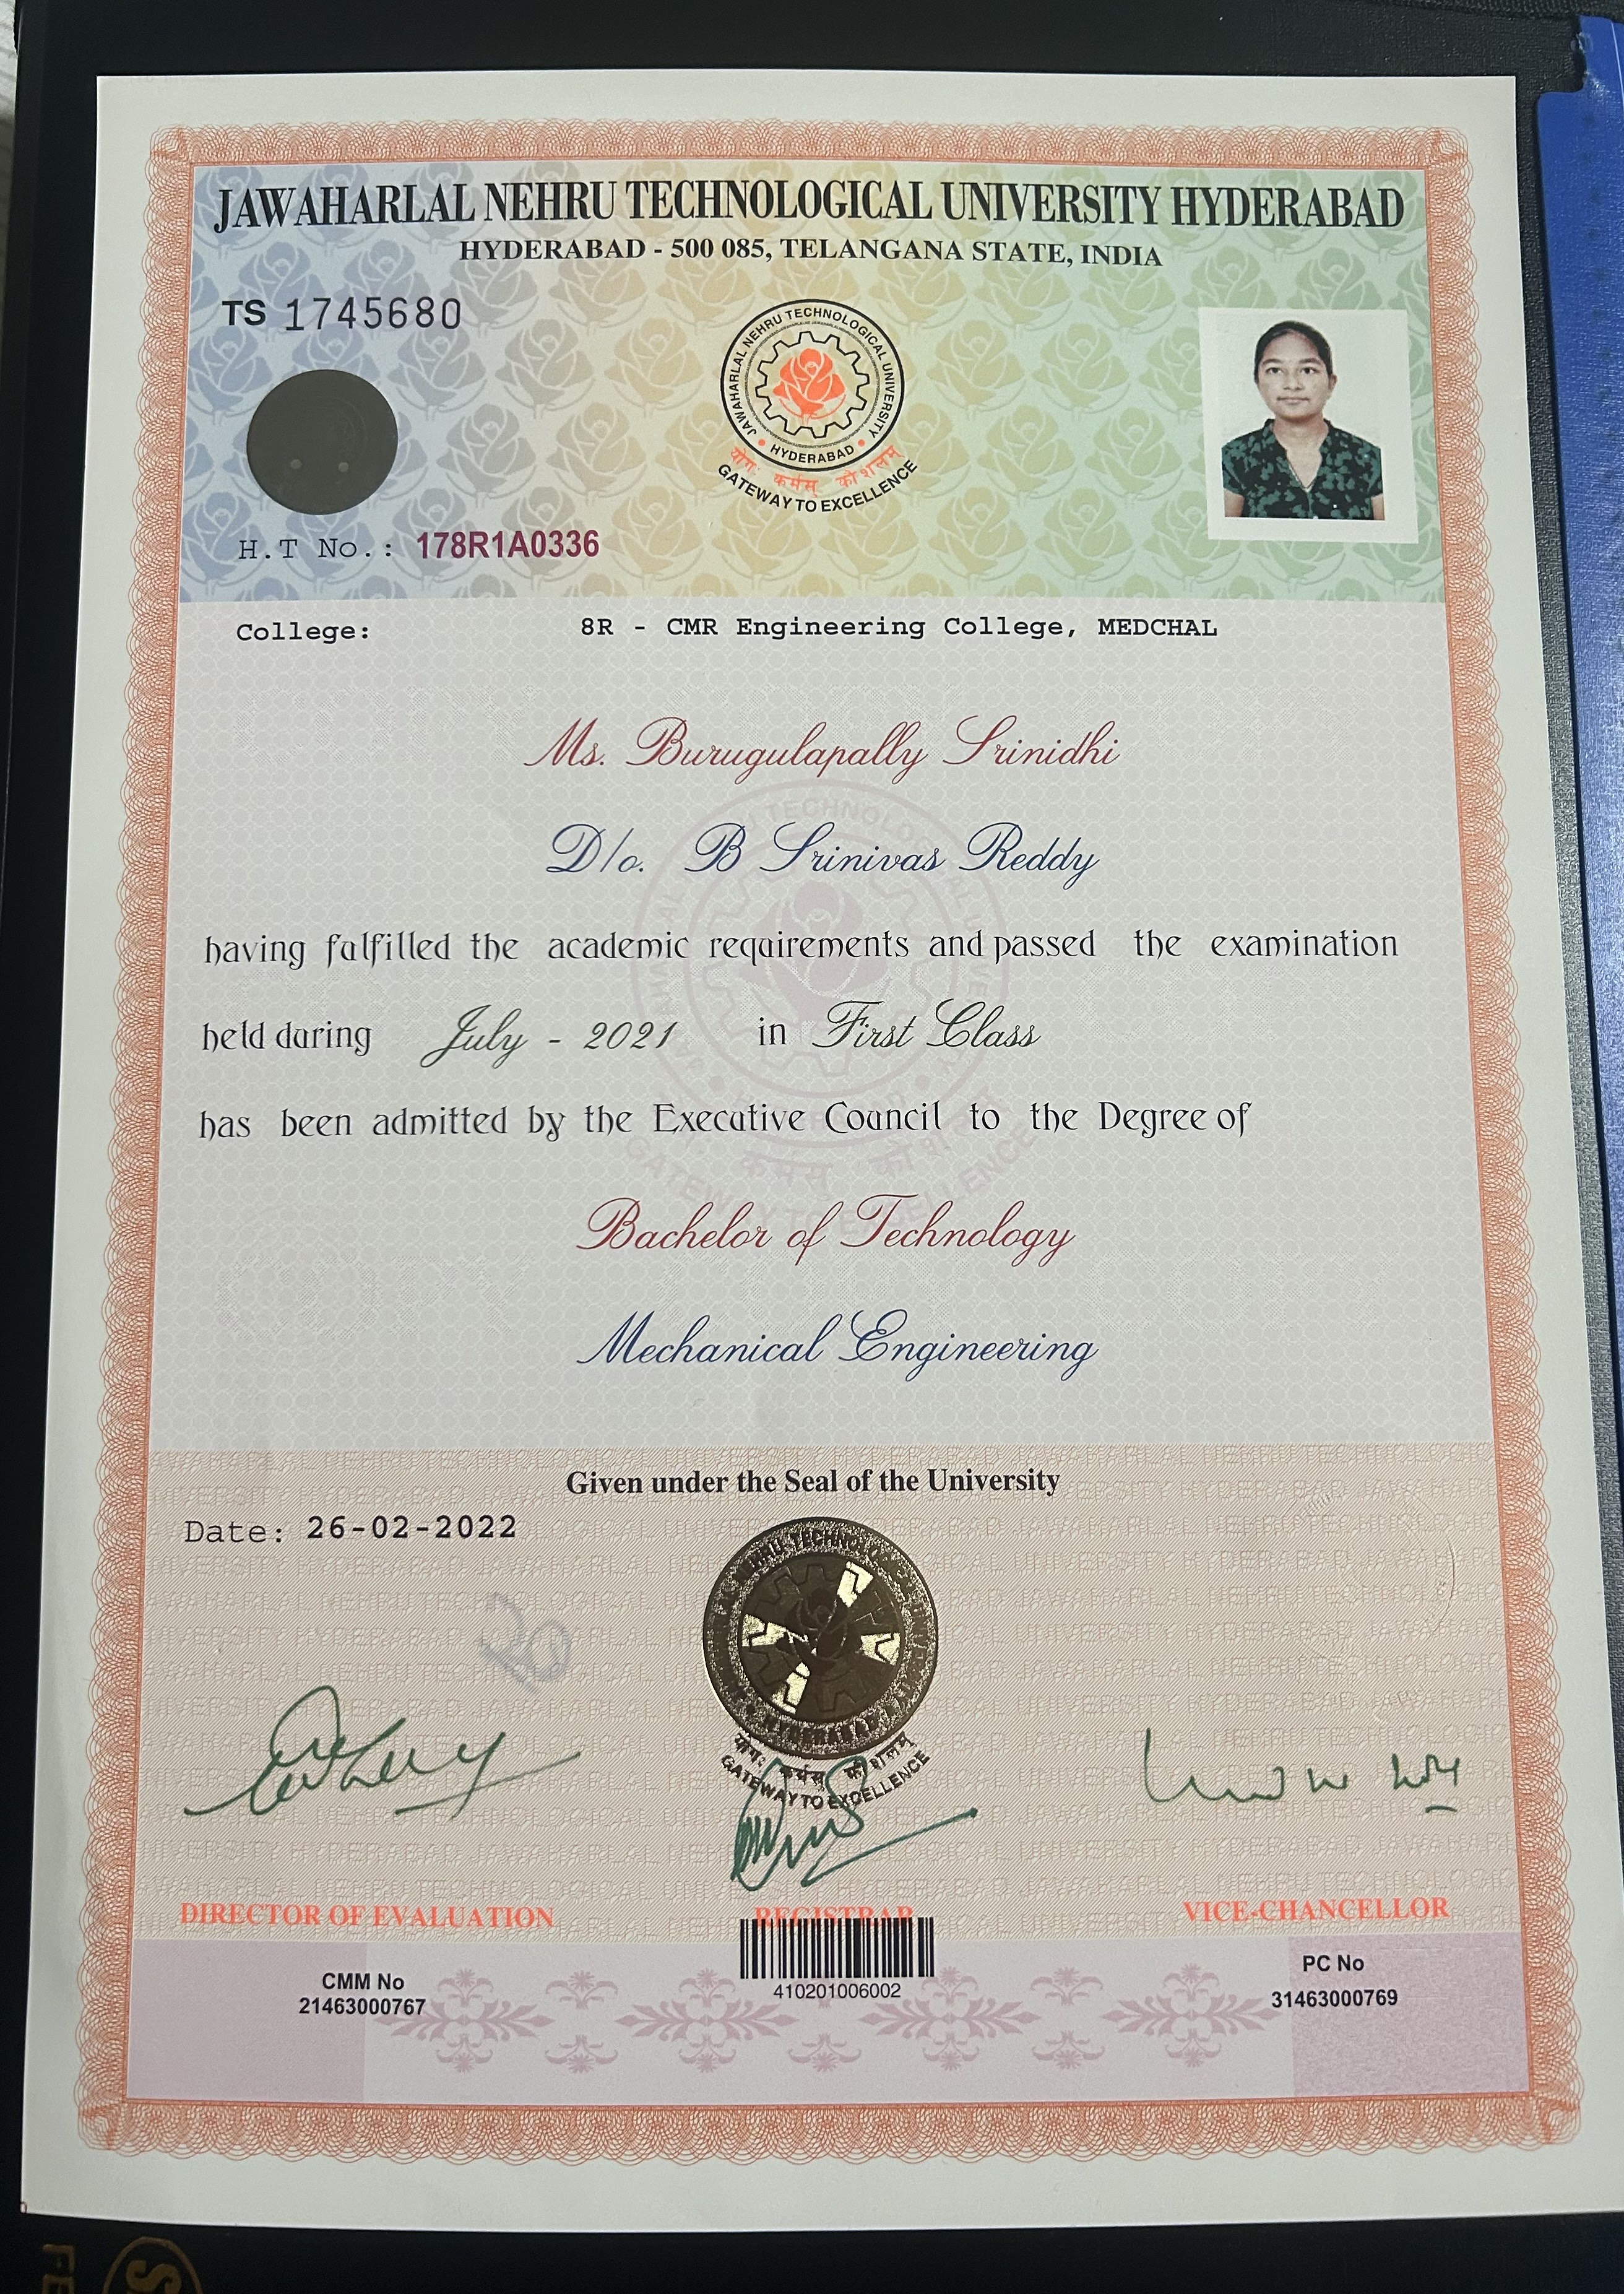 JAWAHARLAL NEHRU TECHNOLOGICAL UNIVERSITY HYDERABAD
HYDERABAD - 500 085, TELANGANA STATE, INDIA
TS 1745680
JAWAHARLAL NEHRU TECHNOLOGICAL UNIVERSITY
HYDERABAD
योगः कर्मसु कौशलम्
GATEWAY TO EXCELLENCE
H.T No.: 178R1A0336
College: 8R - CMR Engineering College, MEDCHAL
Ms. Burugulapally Srinidhi
D/o. B Srinivas Reddy
having fulfilled the academic requirements and passed the examination
held during July - 2021 in First Class
has been admitted by the Executive Council to the Degree of
Bachelor of Technology
Mechanical Engineering
Given under the Seal of the University
Date: 26-02-2022
योगः कर्मसु कौशलम्
GATEWAY TO EXCELLENCE
DIRECTOR OF EVALUATION REGISTRAR VICE-CHANCELLOR
CMM No
21463000767
410201006002
PC No
31463000769